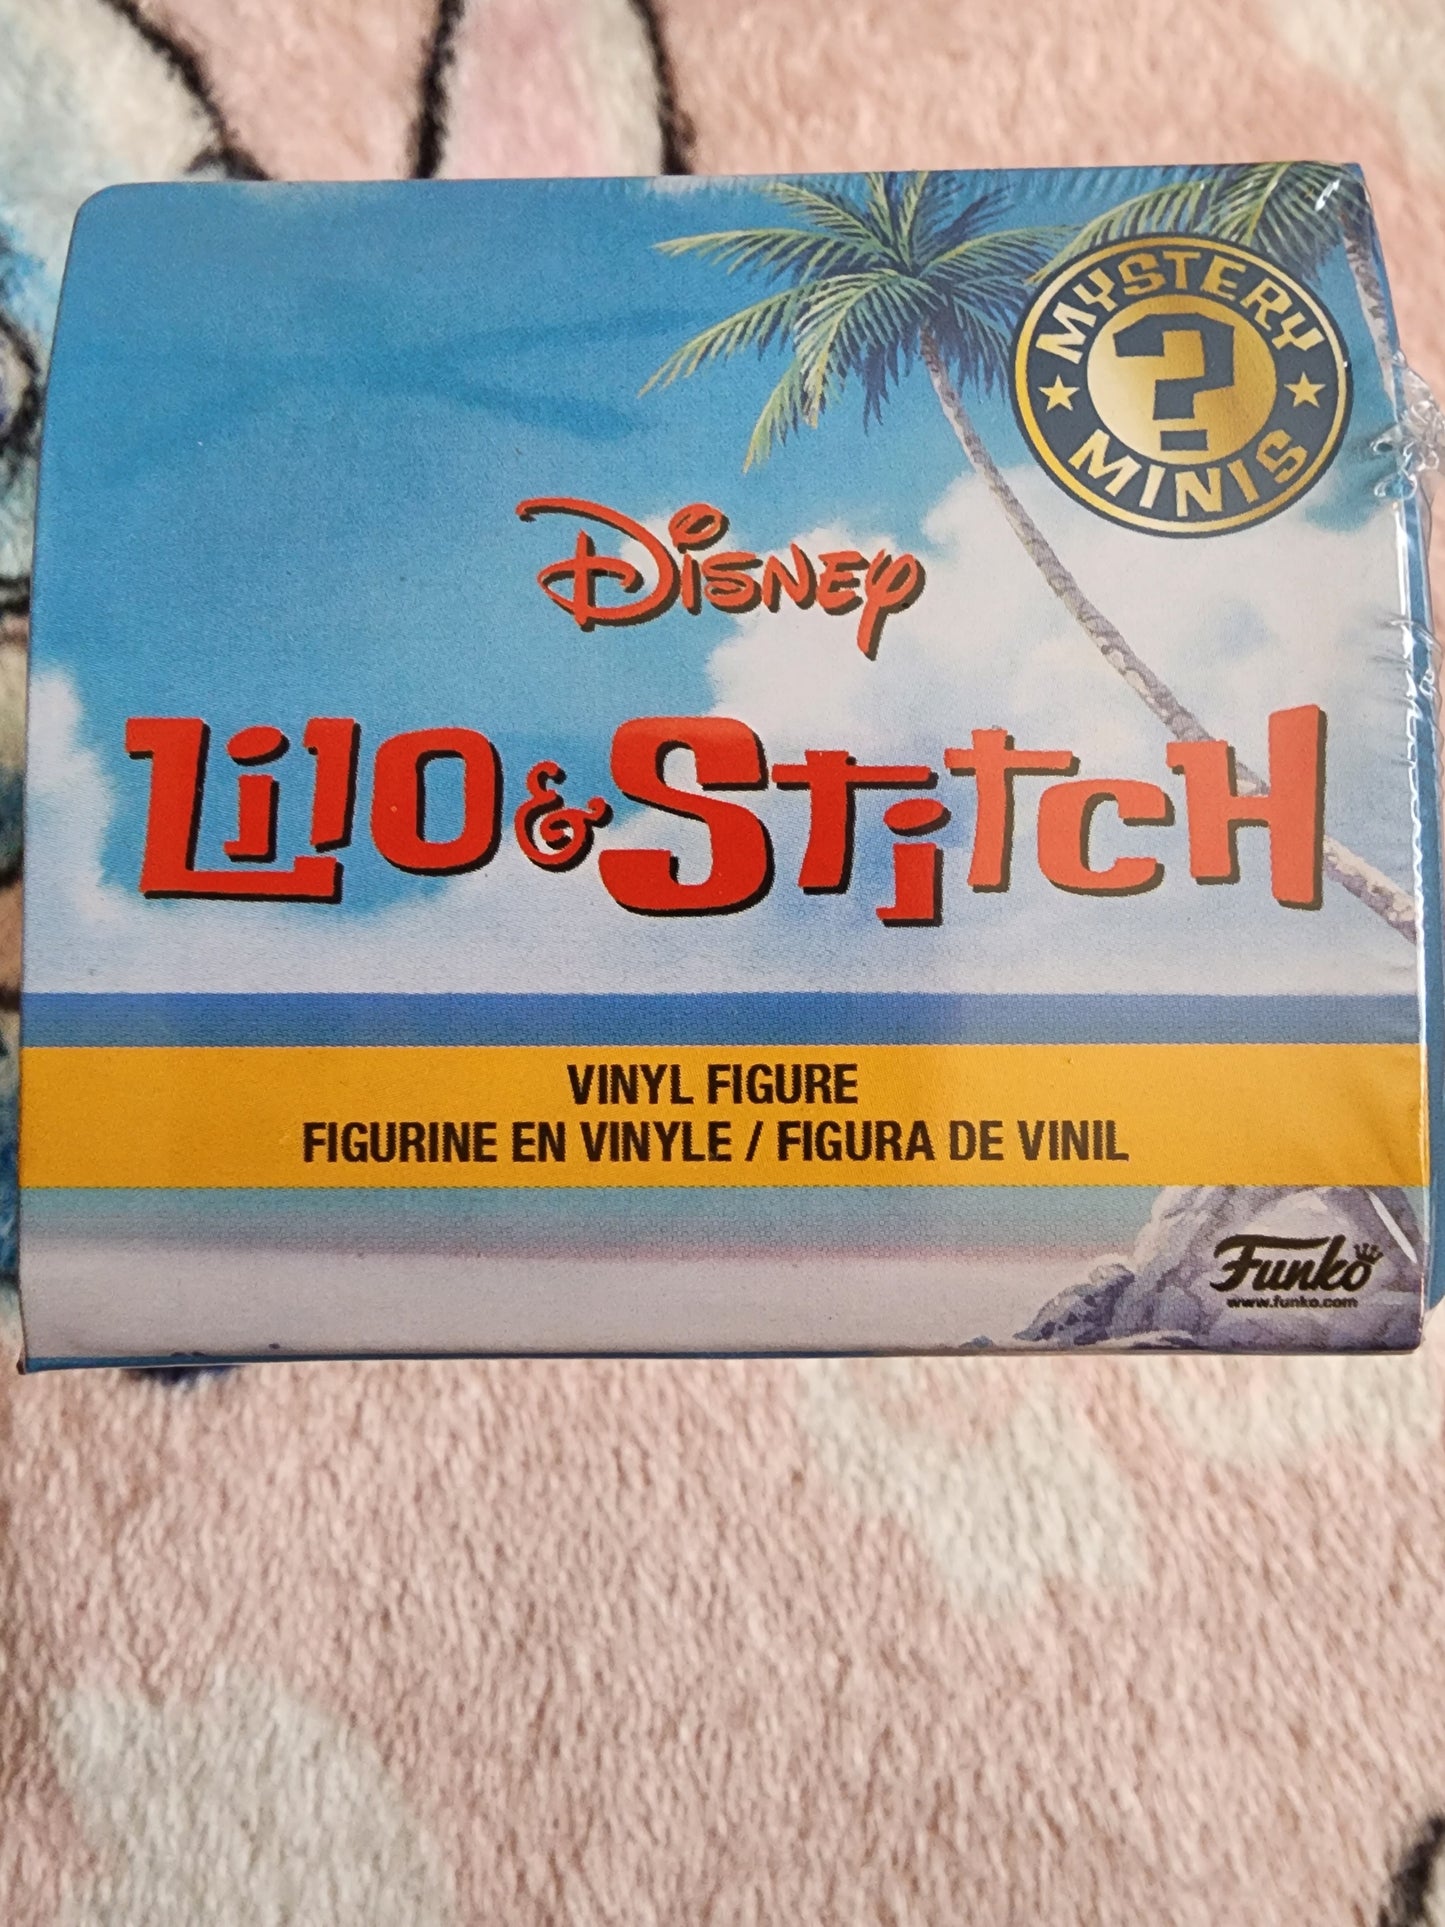 MYSTERY
?
MINIS
Disney
Lilo & Stitch
VINYL FIGURE
FIGURINE EN VINYLE / FIGURA DE VINIL
Funko
www.funko.com